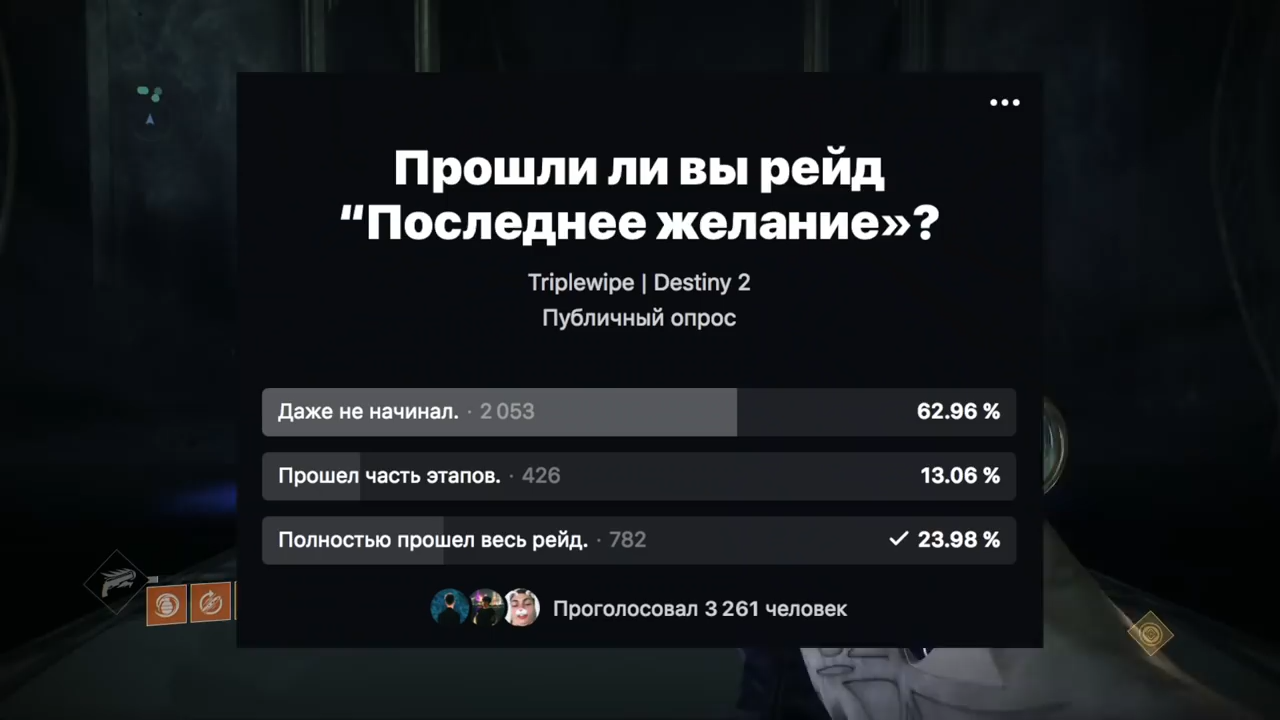 Прошли ли вы рейд
“Последнее желание»?
Triplewipe | Destiny 2
Публичный опрос
Даже не начинал. · 2 053 62.96 %
Прошел часть этапов. · 426 13.06 %
Полностью прошел весь рейд. · 782 23.98 %
Проголосовал 3 261 человек